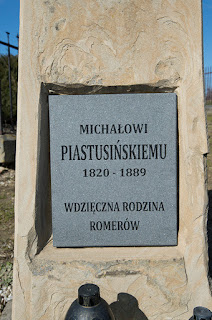 MICHAŁOWI
PIASTUSIŃSKIEMU
1820 - 1889
WDZIĘCZNA RODZINA
ROMERÓW